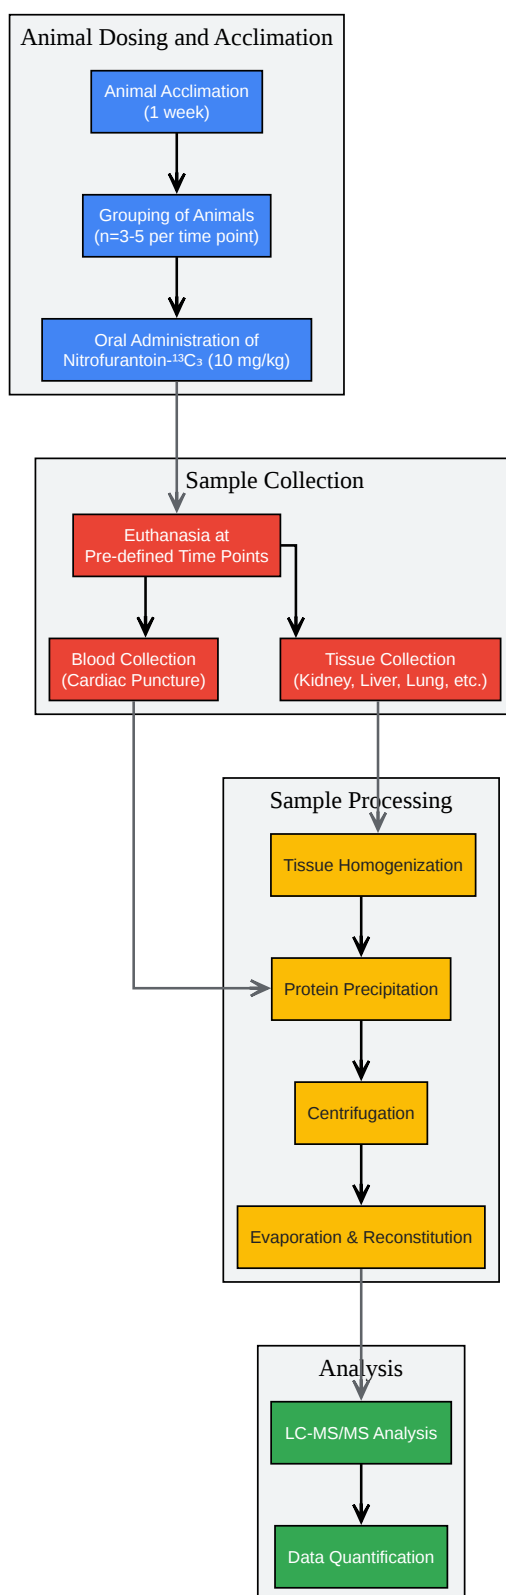 Animal Dosing and Acclimation
Animal Acclimation
(1 week)
Grouping of Animals
(n=3-5 per time point)
Oral Administration of
Nitrofurantoin-¹³C₃ (10 mg/kg)
Sample Collection
Euthanasia at
Pre-defined Time Points
Blood Collection
(Cardiac Puncture)
Tissue Collection
(Kidney, Liver, Lung, etc.)
Sample Processing
Tissue Homogenization
Protein Precipitation
Centrifugation
Evaporation & Reconstitution
Analysis
LC-MS/MS Analysis
Data Quantification